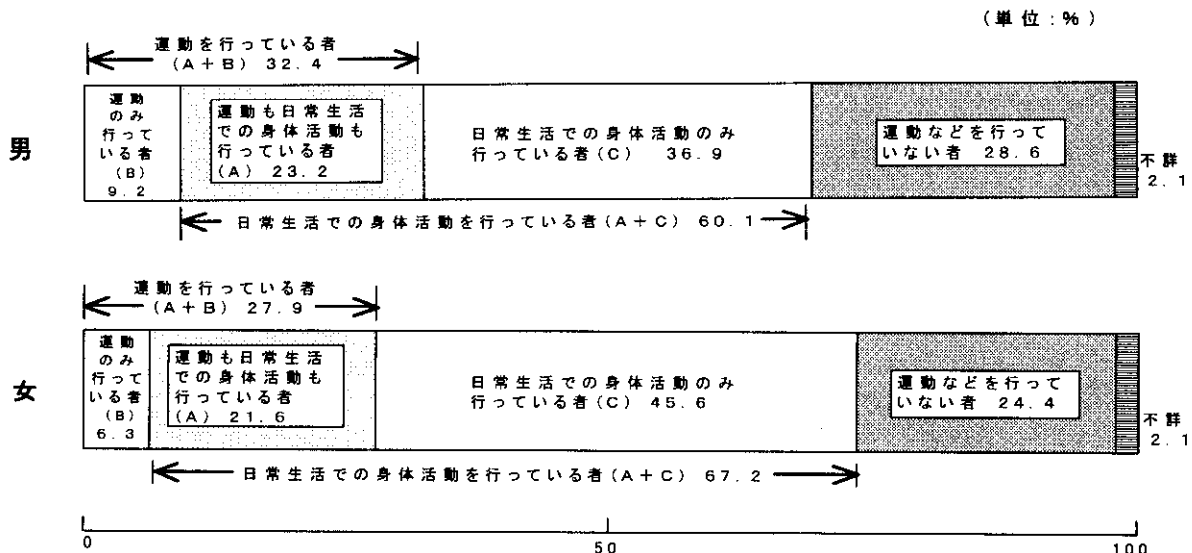 (単位:%)
運動を行っている者
(A+B) 32.4
男
運動
のみ
行って
いる者
(B)
9.2
運動も日常生活
での身体活動も
行っている者
(A) 23.2
日常生活での身体活動のみ
行っている者(C) 36.9
運動などを行って
いない者 28.6
不詳
2.1
日常生活での身体活動を行っている者(A+C) 60.1
運動を行っている者
(A+B) 27.9
女
運動
のみ
行って
いる者
(B)
6.3
運動も日常生活
での身体活動も
行っている者
(A) 21.6
日常生活での身体活動のみ
行っている者(C) 45.6
運動などを行って
いない者 24.4
不詳
2.1
日常生活での身体活動を行っている者(A+C) 67.2
0 50 100